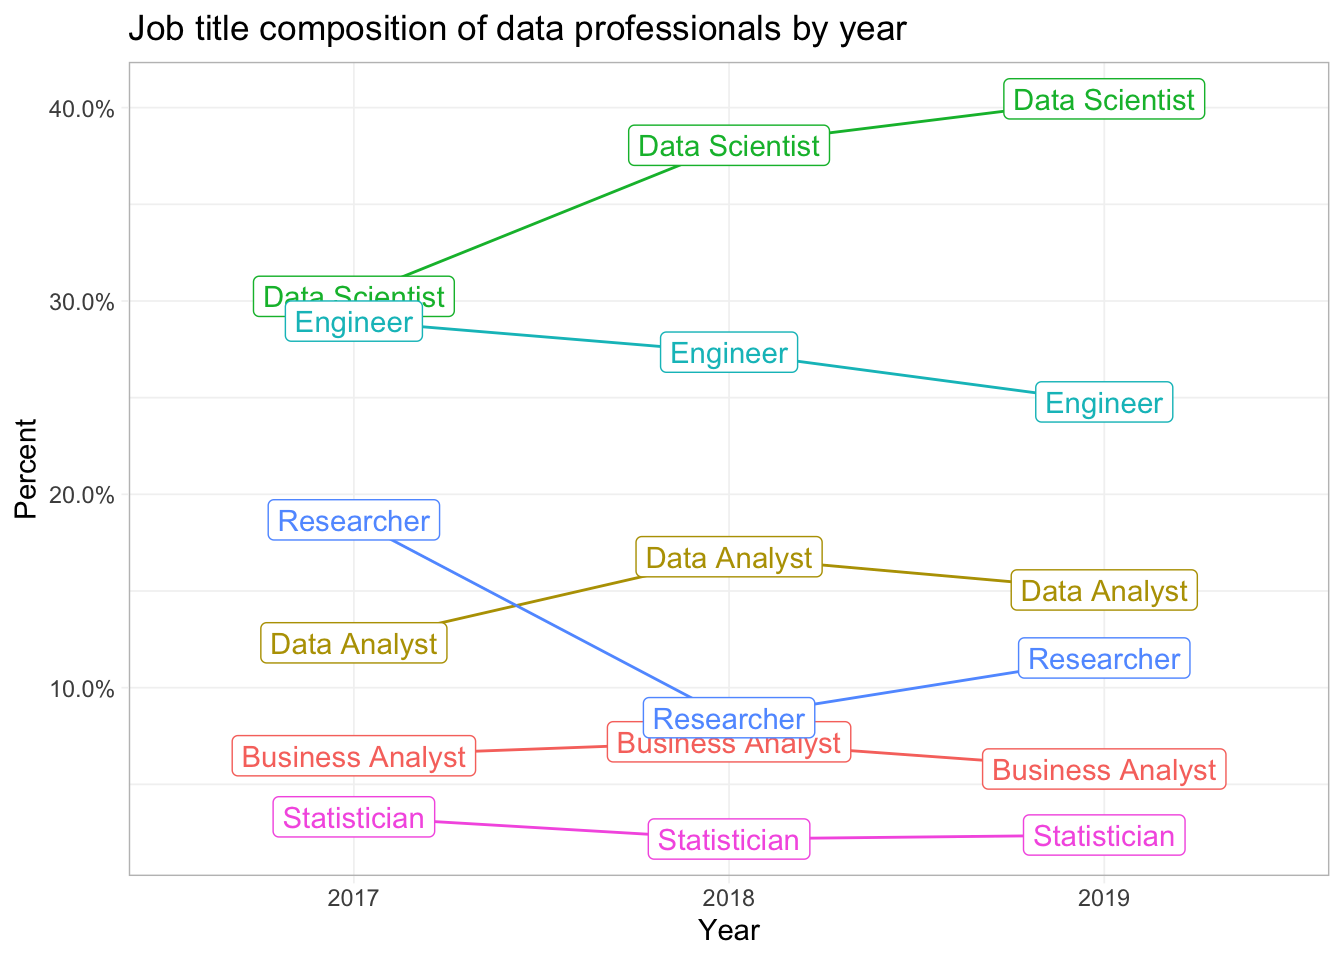 Job title composition of data professionals by year
Percent
40.0%
30.0%
20.0%
10.0%
Data Scientist
Data Scientist
Data Scientist
Engineer
Engineer
Engineer
Researcher
Data Analyst
Data Analyst
Data Analyst
Researcher
Researcher
Business Analyst
Business Analyst
Business Analyst
Statistician
Statistician
Statistician
2017
2018
2019
Year